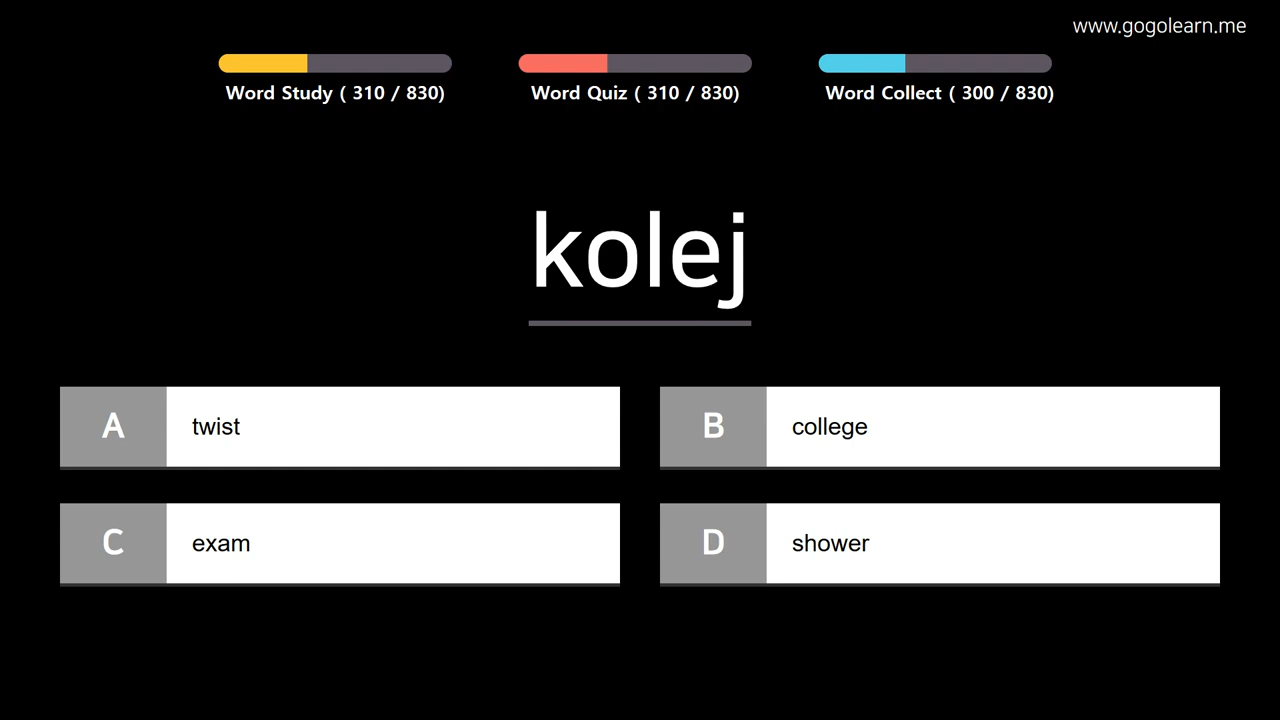 www.gogolearn.me
Word Study ( 310 / 830)
Word Quiz ( 310 / 830)
Word Collect ( 300 / 830)
kolej
A twist
B college
C exam
D shower